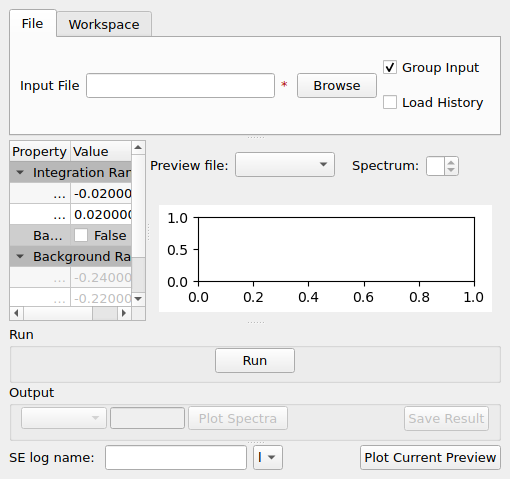 File Workspace
Input File * Browse Group Input
Load History
Property Value
Integration Ran
... -0.02000
... 0.02000
Ba... False
Background Ra
... -0.24000
... -0.22000
Preview file: Spectrum:
1.0
0.5
0.0
0.0 0.2 0.4 0.6 0.8 1.0
Run
Run
Output
Plot Spectra Save Result
SE log name: l Plot Current Preview